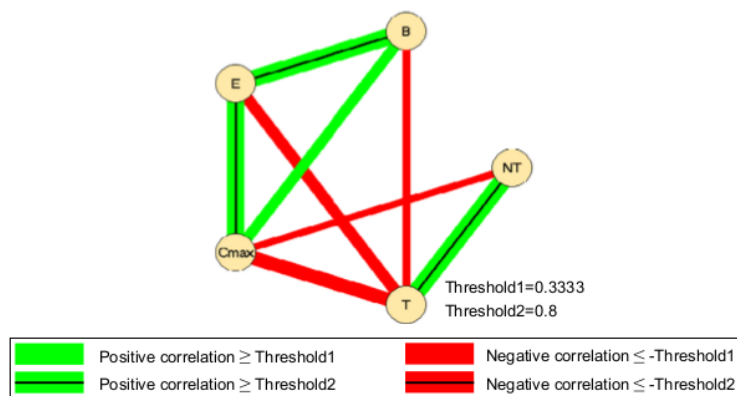 B
E
NT
Cmax
T
Threshold1=0.3333
Threshold2=0.8
Positive correlation ≥ Threshold1
Negative correlation ≤ -Threshold1
Positive correlation ≥ Threshold2
Negative correlation ≤ -Threshold2